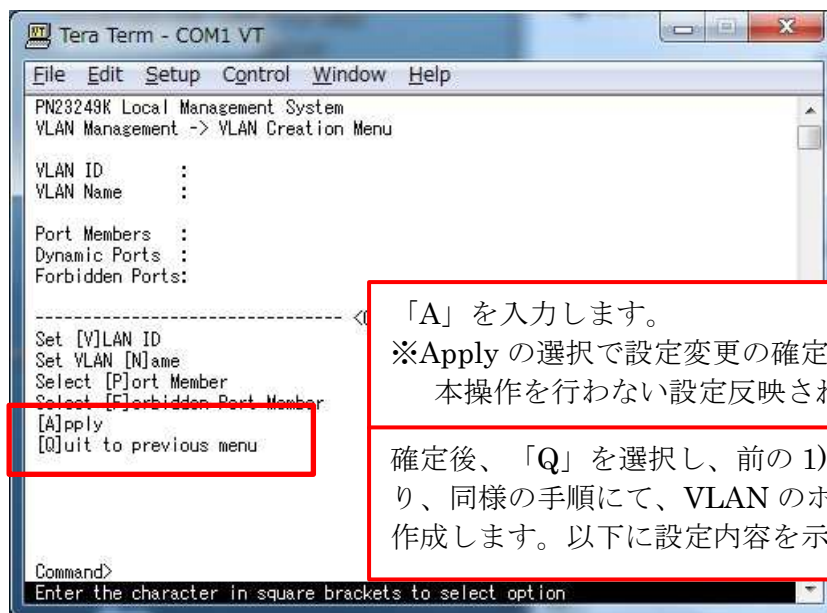 Tera Term - COM1 VT
File Edit Setup Control Window Help
PN23249K Local Management System
VLAN Management -> VLAN Creation Menu
VLAN ID :
VLAN Name :
Port Members :
Dynamic Ports :
Forbidden Ports:
-------------------------------- <
Set [V]LAN ID
Set VLAN [N]ame
Select [P]ort Member
Select [F]orbidden Port Member
[A]pply
[Q]uit to previous menu
「A」を入力します。
※Apply の選択で設定変更の確定
本操作を行わない設定反映さ
確定後、「Q」を選択し、前の 1)
り、同様の手順にて、VLAN のポ
作成します。以下に設定内容を示
Command>
Enter the character in square brackets to select option